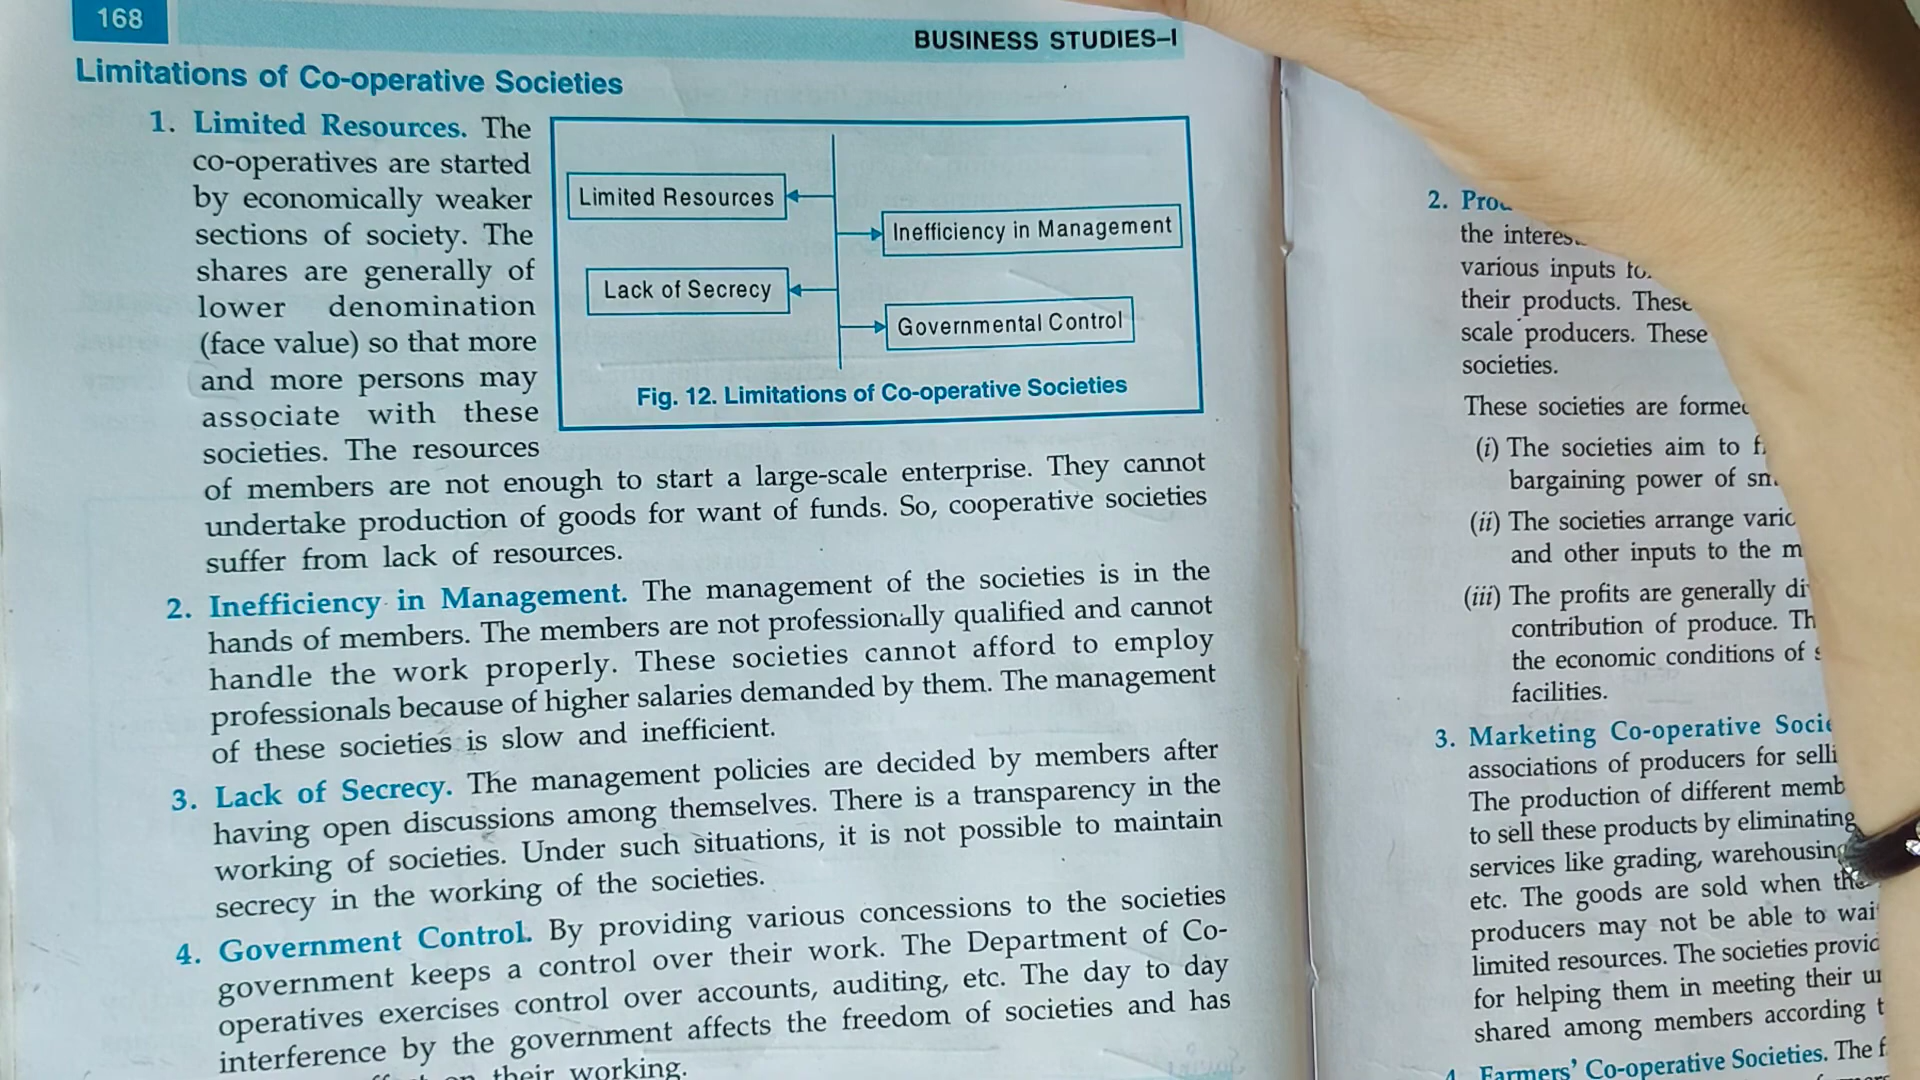 168
BUSINESS STUDIES–I
Limitations of Co-operative Societies
1. Limited Resources. The
co-operatives are started
by economically weaker
sections of society. The
shares are generally of
lower denomination
(face value) so that more
and more persons may
associate with these
societies. The resources
of members are not enough to start a large-scale enterprise. They cannot
undertake production of goods for want of funds. So, cooperative societies
suffer from lack of resources.
Limited Resources
Inefficiency in Management
Lack of Secrecy
Governmental Control
Fig. 12. Limitations of Co-operative Societies
2. Inefficiency in Management. The management of the societies is in the
hands of members. The members are not professionally qualified and cannot
handle the work properly. These societies cannot afford to employ
professionals because of higher salaries demanded by them. The management
of these societies is slow and inefficient.
3. Lack of Secrecy. The management policies are decided by members after
having open discussions among themselves. There is a transparency in the
working of societies. Under such situations, it is not possible to maintain
secrecy in the working of the societies.
4. Government Control. By providing various concessions to the societies
government keeps a control over their work. The Department of Co-
operatives exercises control over accounts, auditing, etc. The day to day
interference by the government affects the freedom of societies and has
on their working.
2.
the
various inputs
their products. These
scale producers. These
societies.
These societies are formed
(i) The societies aim to
bargaining power of
(ii) The societies arrange
and other inputs to the
(iii) The profits are generally
contribution of produce.
the economic conditions of
facilities.
3. Marketing Co-operative
associations of producers for
The production of different
to sell these products by eliminating
services like grading, warehousing
etc. The goods are sold when the
producers may not be able to
limited resources. The societies
for helping them in meeting their
shared among members according
4. Farmers' Co-operative Societies. The